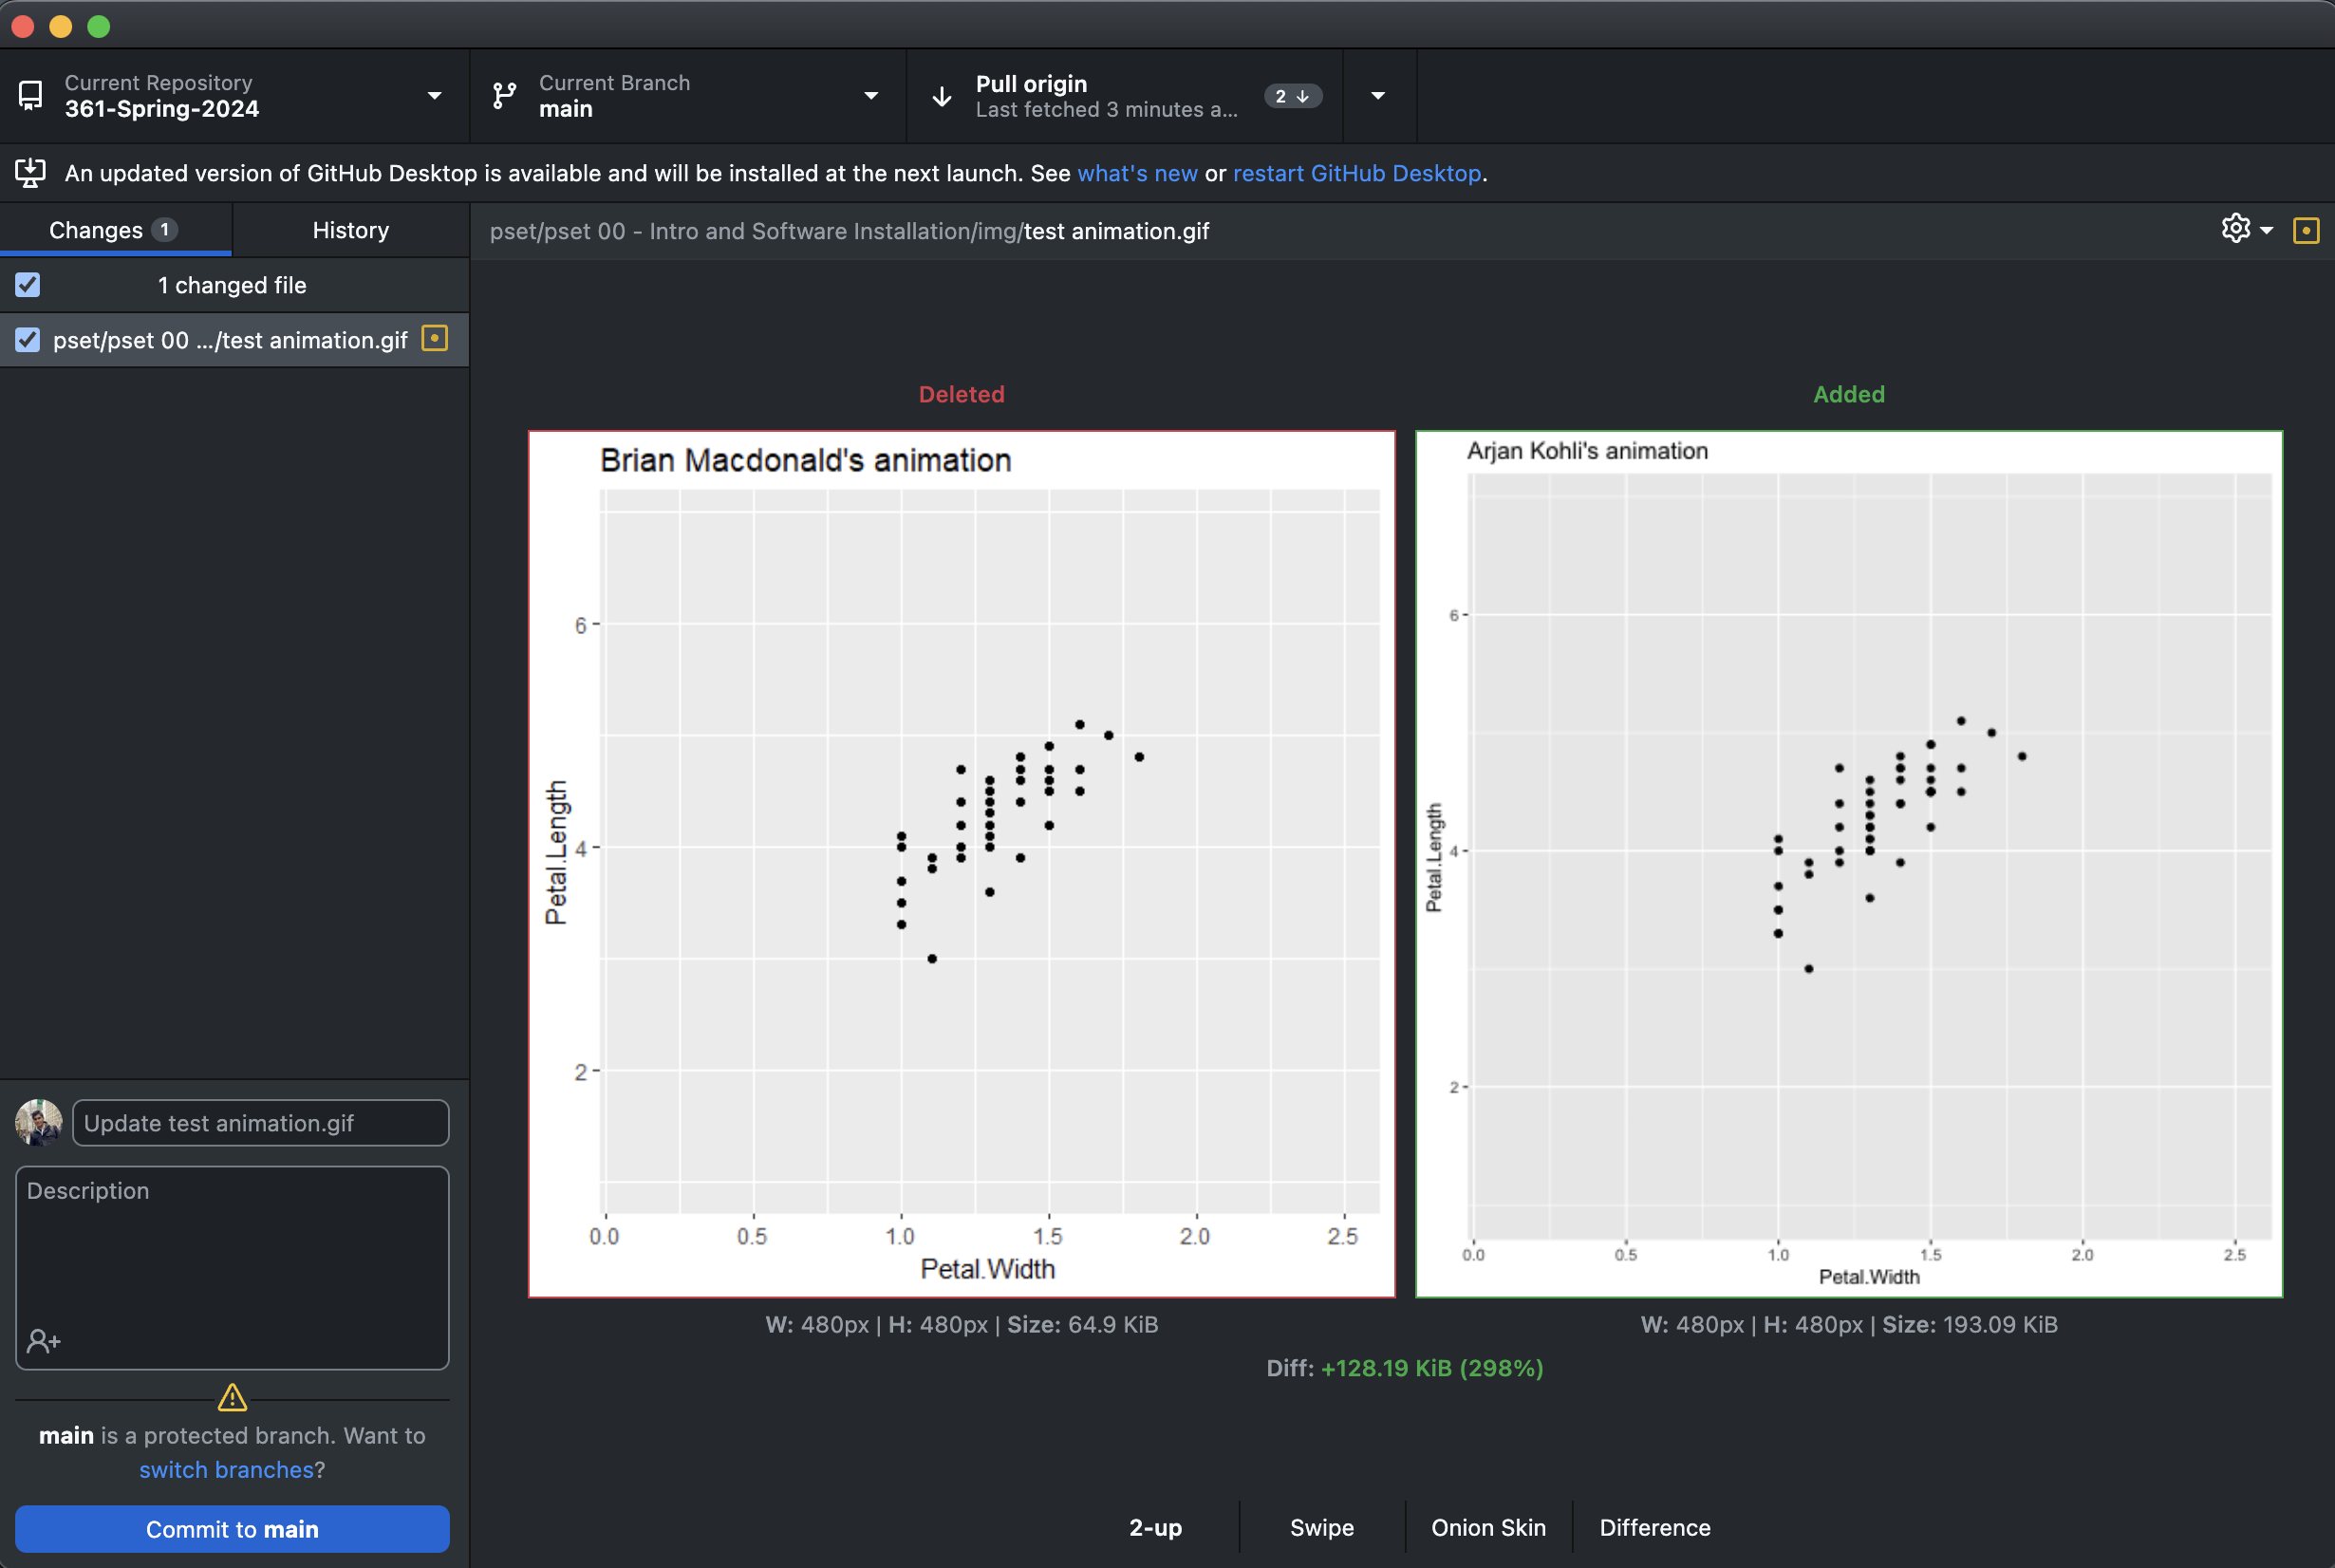 Current Repository
361-Spring-2024
Current Branch
main
Pull origin
Last fetched 3 minutes a...
2
An updated version of GitHub Desktop is available and will be installed at the next launch. See what's new or restart GitHub Desktop.
Changes 1
History
pset/pset 00 - Intro and Software Installation/img/test animation.gif
1 changed file
pset/pset 00 .../test animation.gif
Deleted
Added
Brian Macdonald's animation
6
4
2
Petal.Length
0.0 0.5 1.0 1.5 2.0 2.5
Petal.Width
Arjan Kohli's animation
6
4
2
Petal.Length
0.0 0.5 1.0 1.5 2.0 2.5
Petal.Width
W: 480px | H: 480px | Size: 64.9 KiB
W: 480px | H: 480px | Size: 193.09 KiB
Diff: +128.19 KiB (298%)
2-up
Swipe
Onion Skin
Difference
Update test animation.gif
Description
main is a protected branch. Want to
switch branches?
Commit to main